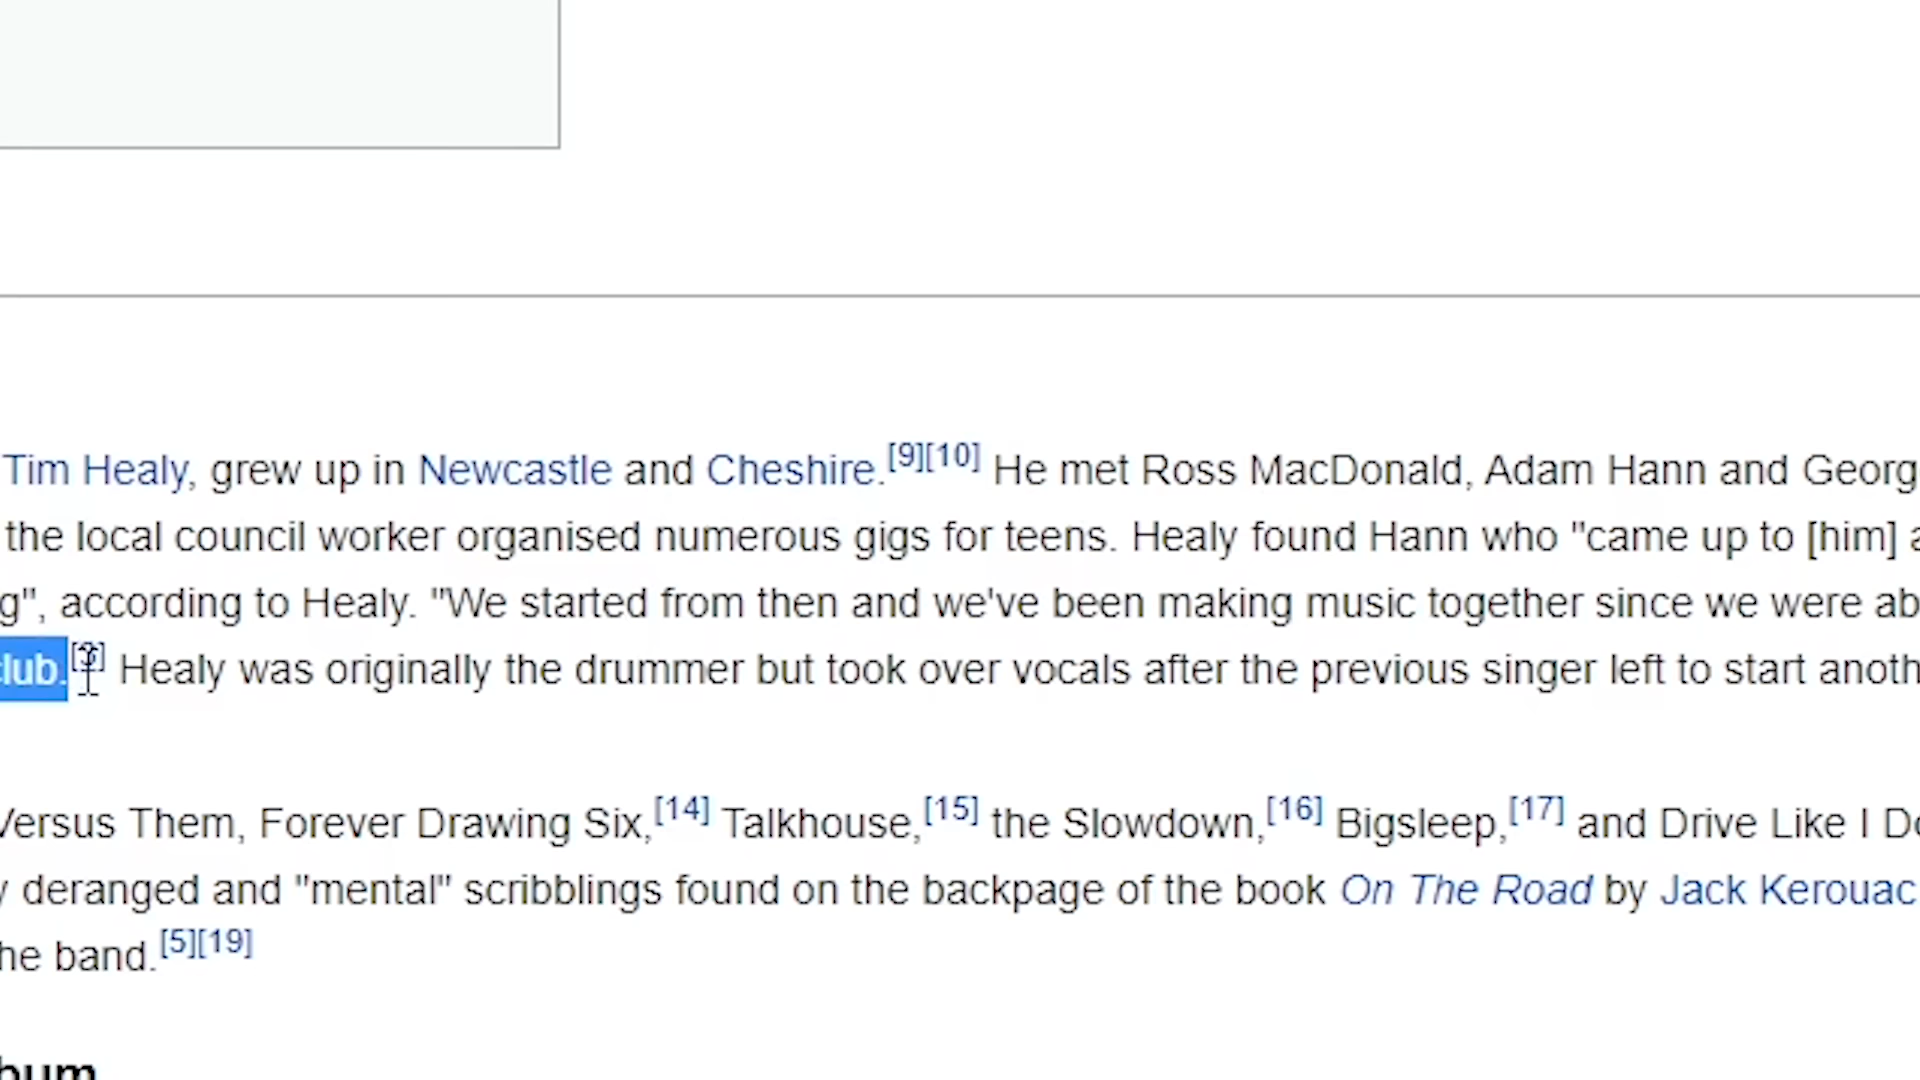 Tim Healy, grew up in Newcastle and Cheshire.[9][10] He met Ross MacDonald, Adam Hann and Georg
the local council worker organised numerous gigs for teens. Healy found Hann who "came up to [him] a
g", according to Healy. "We started from then and we've been making music together since we were ab
club. Healy was originally the drummer but took over vocals after the previous singer left to start anoth
Versus Them, Forever Drawing Six,[14] Talkhouse,[15] the Slowdown,[16] Bigsleep,[17] and Drive Like I Do
y deranged and "mental" scribblings found on the backpage of the book On The Road by Jack Kerouac
he band.[5][19]
bum